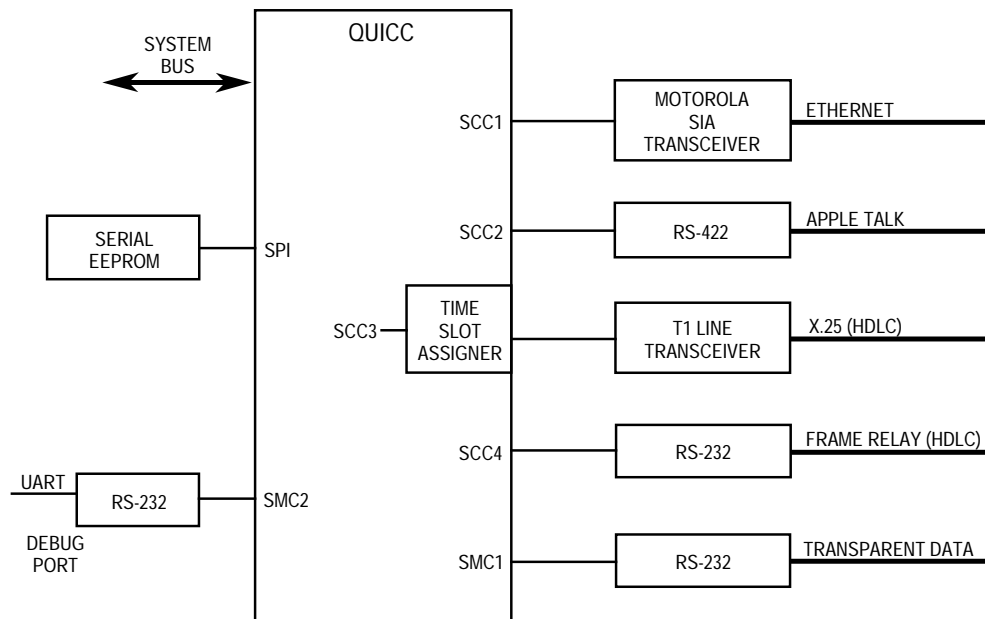 QUICC
SYSTEM
BUS
SCC1
MOTOROLA
SIA
TRANSCEIVER
ETHERNET
SERIAL
EEPROM
SPI
SCC2
RS-422
APPLE TALK
SCC3
TIME
SLOT
ASSIGNER
T1 LINE
TRANSCEIVER
X.25 (HDLC)
SCC4
RS-232
FRAME RELAY (HDLC)
UART
RS-232
SMC2
DEBUG
PORT
SMC1
RS-232
TRANSPARENT DATA